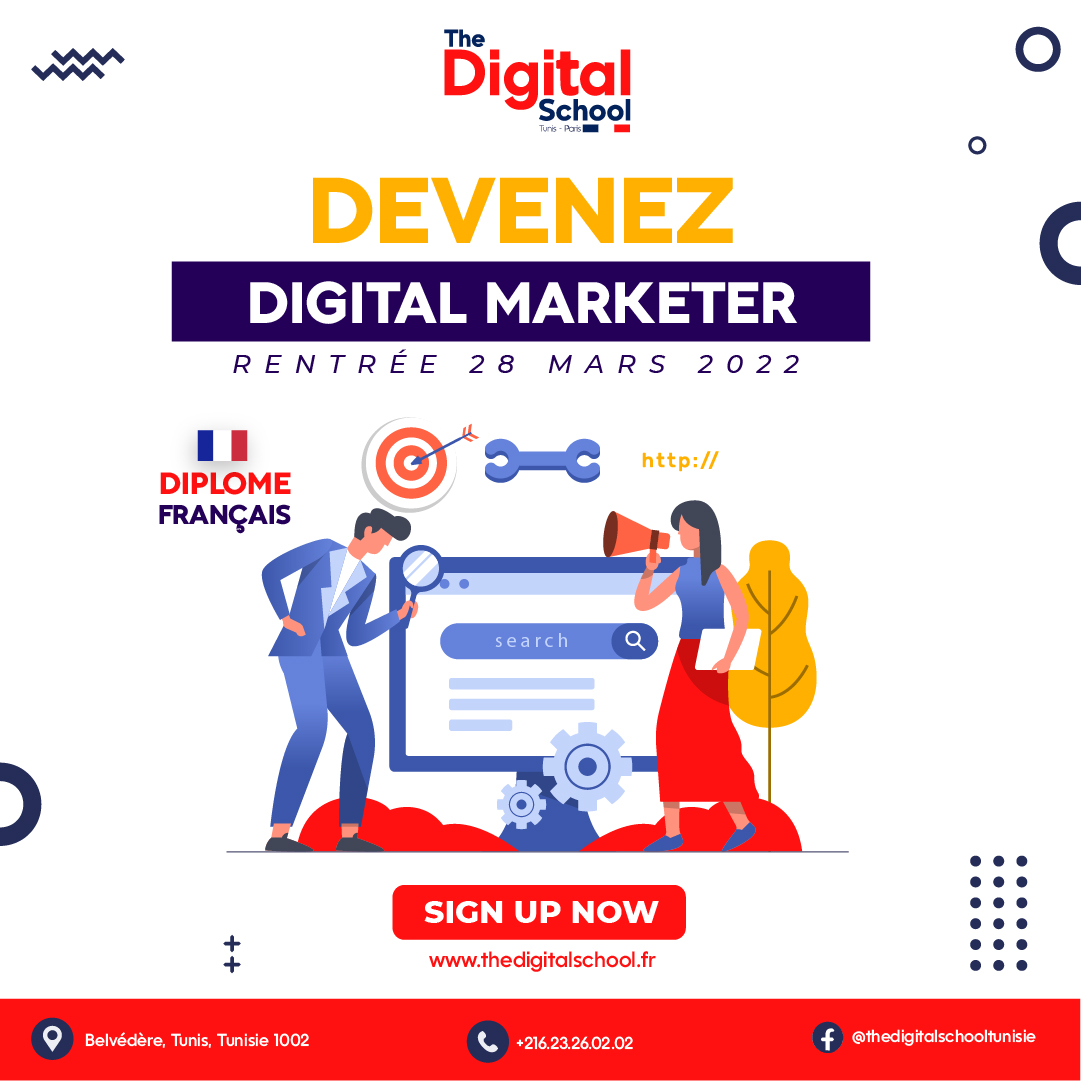 The
Digital
School
Tunis - Paris
DEVENEZ
DIGITAL MARKETER
RENTRÉE 28 MARS 2022
DIPLOME
FRANÇAIS
http://
search
SIGN UP NOW
www.thedigitalschool.fr
Belvédère, Tunis, Tunisie 1002
+216.23.26.02.02
@thedigitalschooltunisie